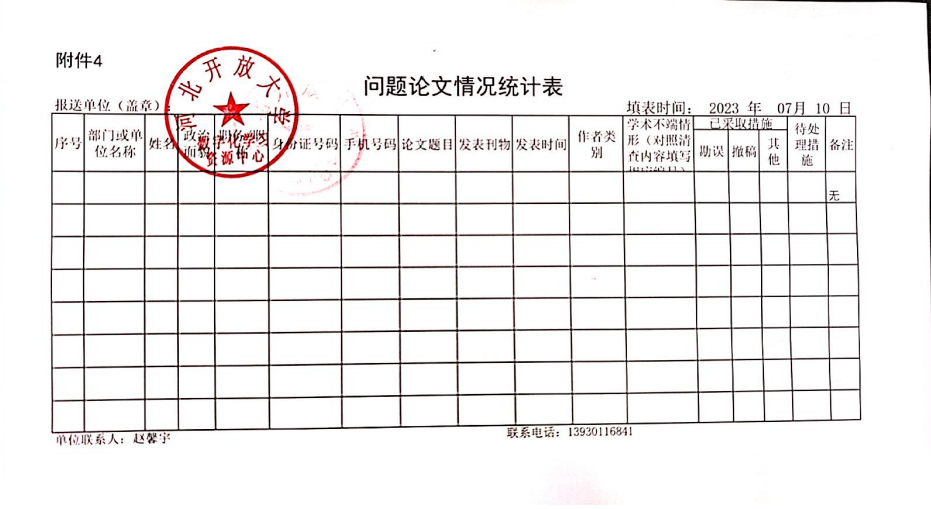 附件4
问题论文情况统计表
报送单位（盖章）
填表时间： 2023 年 07月 10 日
河北开放大学
数字化学习
资源中心
序号 部门或单位名称 姓名 政治面貌 职务/职称 身份证号码 手机号码 论文题目 发表刊物 发表时间 作者类别 学术不端情形（对照清查内容填写 已采取措施 待处理措施 备注
勘误 撤稿 其他
无
单位联系人：赵馨宇
联系电话：13930116841